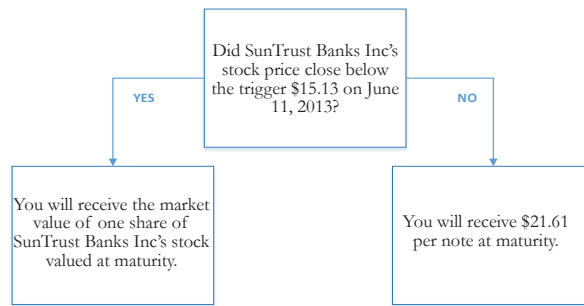 Did SunTrust Banks Inc's
stock price close below
the trigger $15.13 on June
11, 2013?
YES
NO
You will receive the market
value of one share of
SunTrust Banks Inc's stock
valued at maturity.
You will receive $21.61
per note at maturity.